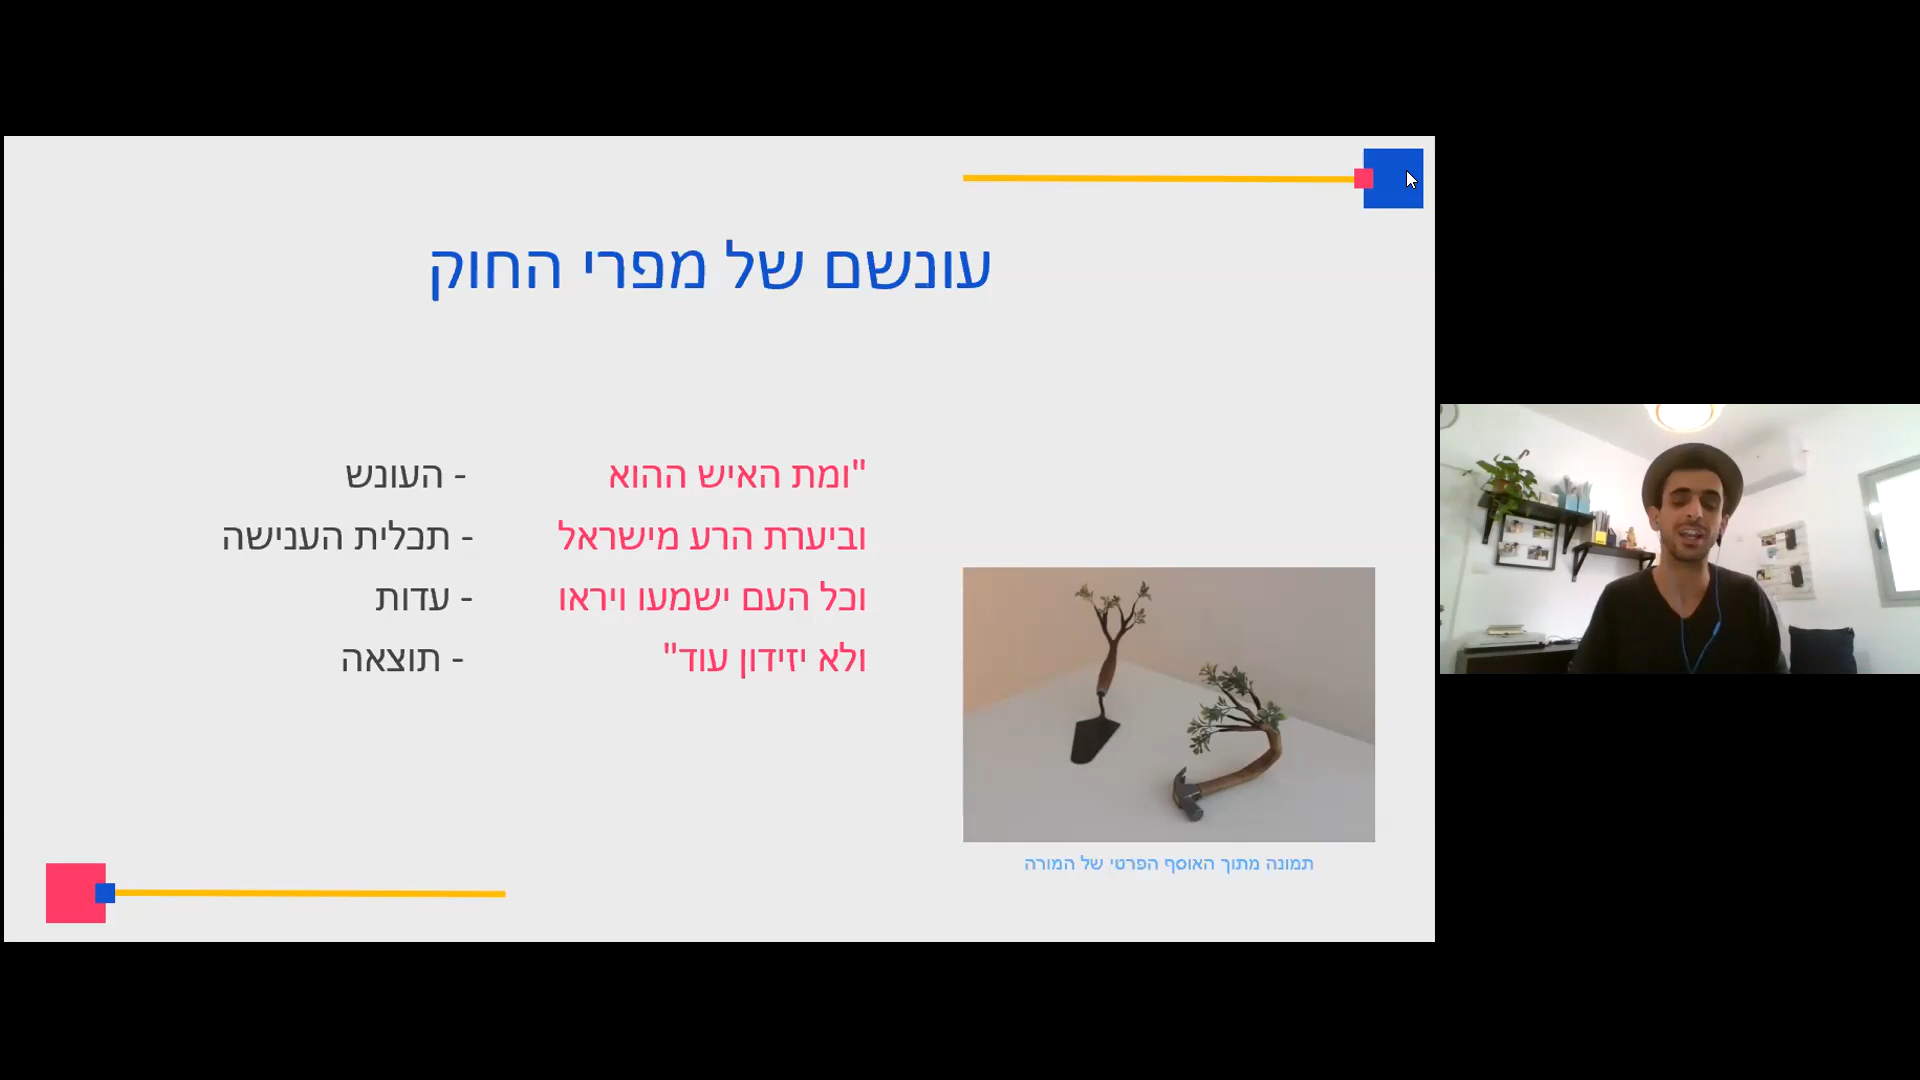 עונשם של מפרי החוק
"ומת האיש ההוא - העונש
וביערת הרע מישראל - תכלית הענישה
וכל העם ישמעו ויראו - עדות
ולא יזידון עוד" - תוצאה
תמונה מתוך האוסף הפרטי של המורה